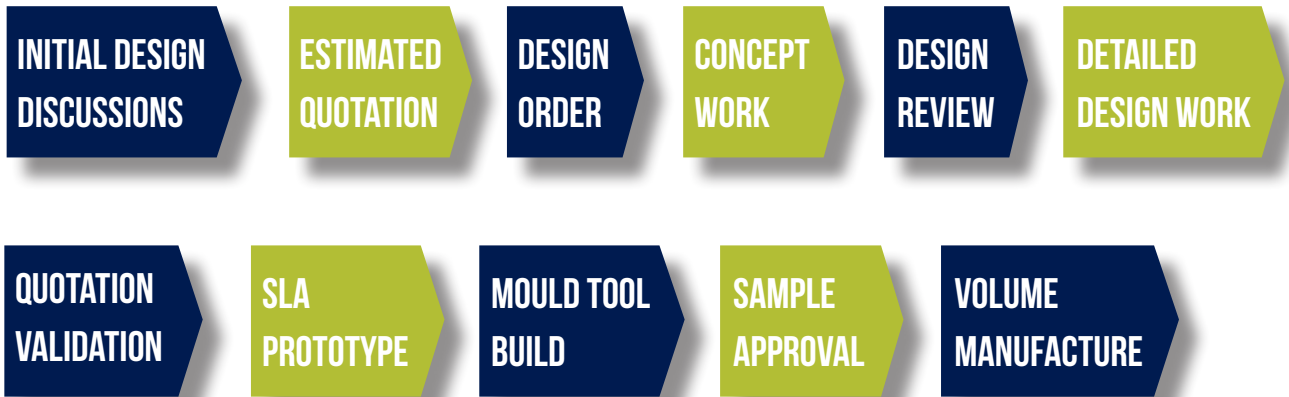 INITIAL DESIGN
DISCUSSIONS
ESTIMATED
QUOTATION
DESIGN
ORDER
CONCEPT
WORK
DESIGN
REVIEW
DETAILED
DESIGN WORK
QUOTATION
VALIDATION
SLA
PROTOTYPE
MOULD TOOL
BUILD
SAMPLE
APPROVAL
VOLUME
MANUFACTURE